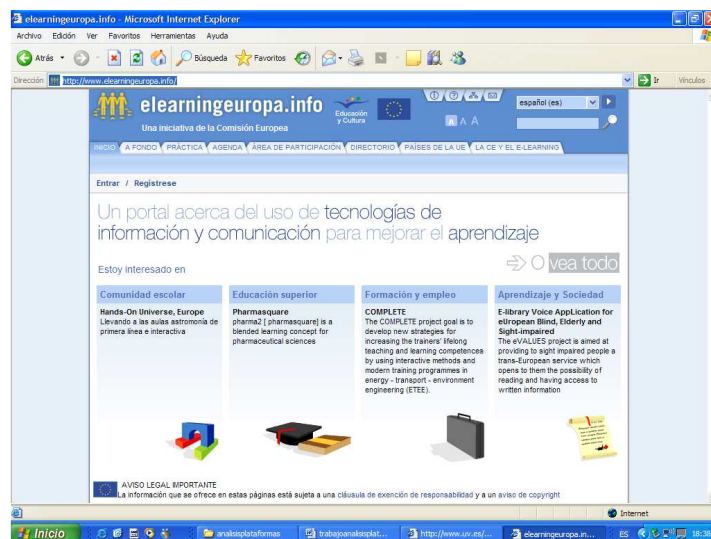 elearningeuropa.info - Microsoft Internet Explorer
Archivo Edición Ver Favoritos Herramientas Ayuda
Atrás Búsqueda Favoritos
Dirección http://www.elearningeuropa.info/ Ir Vínculos
elearningeuropa.info
Educación y Cultura
Una iniciativa de la Comisión Europea
A A A
español (es)
INICIO A FONDO PRÁCTICA AGENDA ÁREA DE PARTICIPACIÓN DIRECTORIO PAÍSES DE LA UE LA CE Y EL E-LEARNING
Entrar / Regístrese
Un portal acerca del uso de tecnologías de
información y comunicación para mejorar el aprendizaje
Estoy interesado en
O vea todo
Comunidad escolar
Hands-On Universe, Europe
Llevando a las aulas astromonía de
primera línea e interactiva
Educación superior
Pharmasquare
pharma2 [ pharmasquare] is a
blended learning concept for
pharmaceutical sciences
Formación y empleo
COMPLETE
The COMPLETE project goal is to
develop new strategies for
increasing the trainers' lifelong
teaching and learning competences
by using interactive methods and
modern training programmes in
energy - transport - environment
engineering (ETEE).
Aprendizaje y Sociedad
E-library Voice AppLication for
eUropean Blind, Elderly and
Sight-impaired
The eVALUES project is aimed at
providing to sight impaired people a
trans-European service which
opens to them the possibility of
reading and having access to
written information
AVISO LEGAL IMPORTANTE
La información que se ofrece en estas páginas está sujeta a una cláusula de exención de responsabilidad y a un aviso de copyright
Internet
Inicio analisisplataformas trabajoanalisisplat... http://www.uv.es/... elearningeuropa.in... ES 18:38